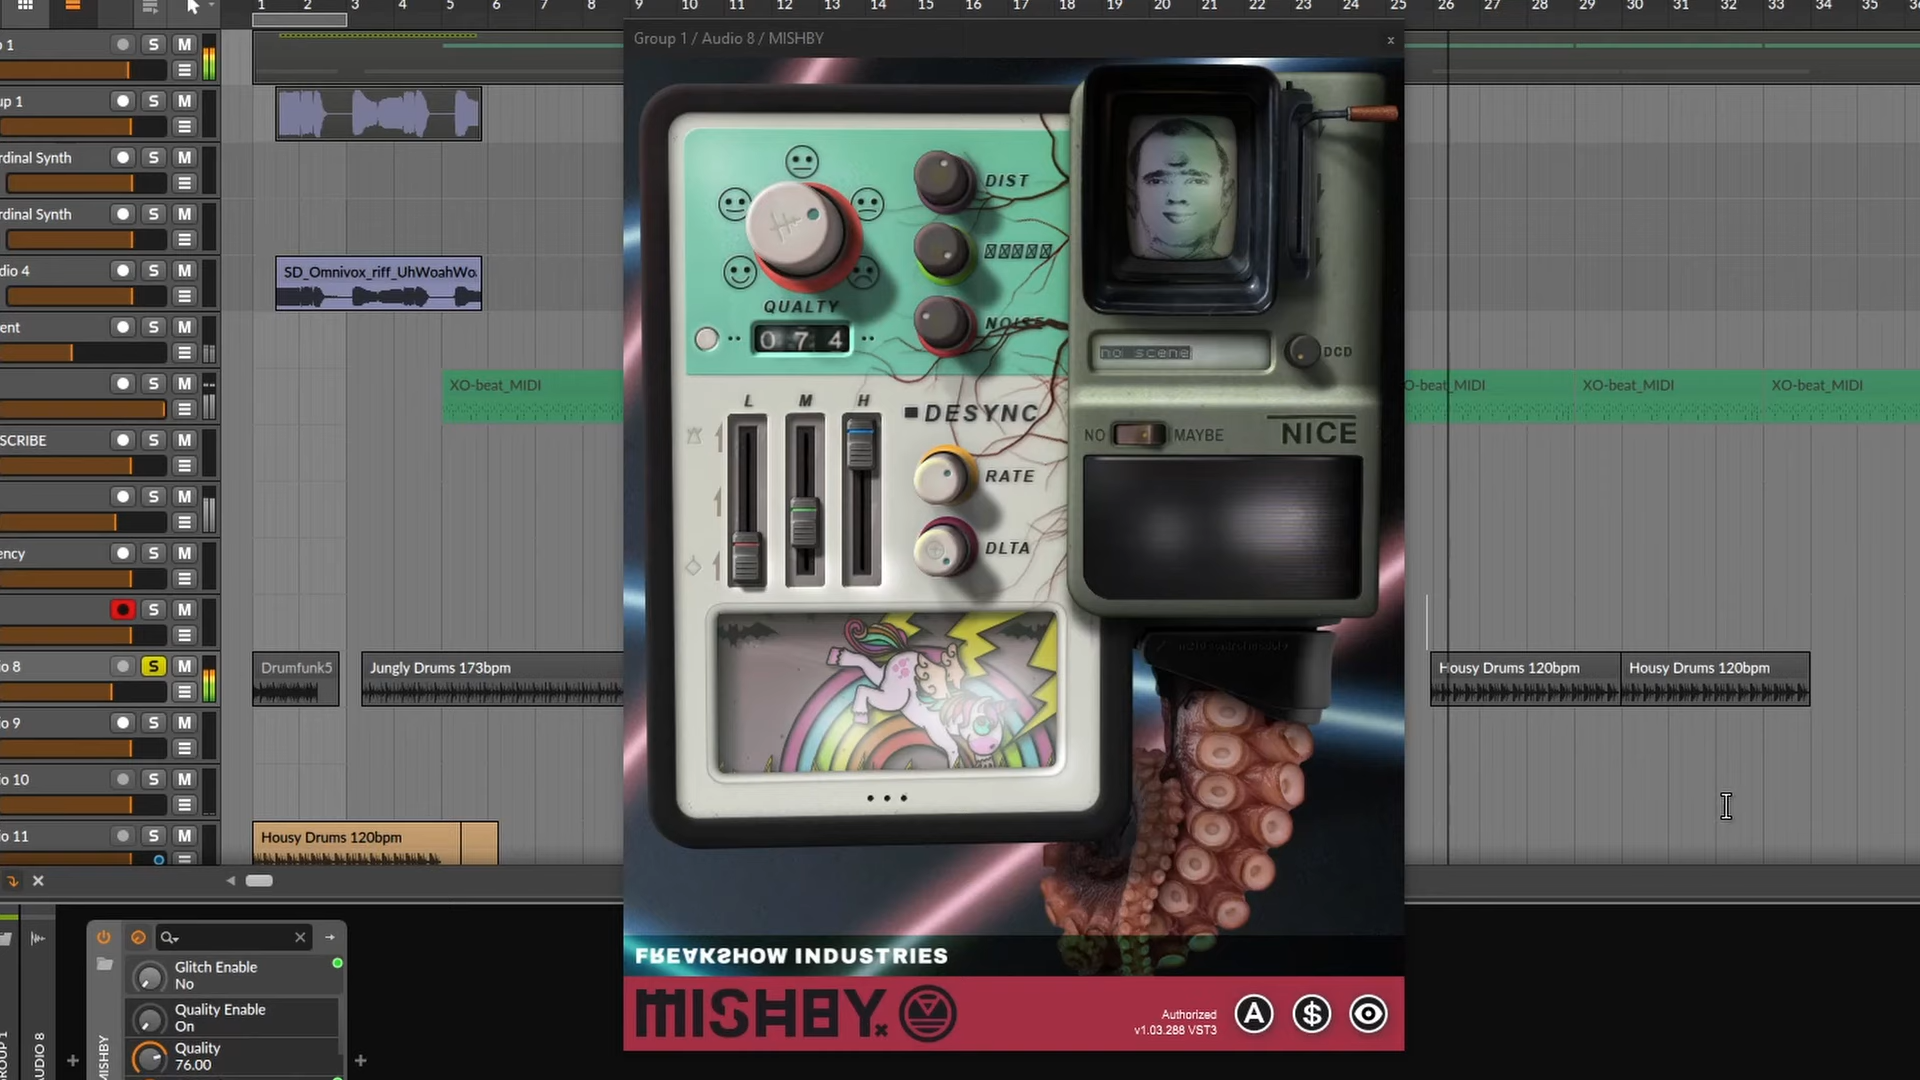 1 2 3 4 5 6 7 8 9 10 11 12 13 14 15 16 17 18 19 20 21 22 23 24 25 26 27 28 29 30 31 32 33 34 35
Group 1 / Audio 8 / MISHBY x
1 S M
up 1 S M
rdinal Synth S M
rdinal Synth S M
dio 4 S M
SD_Omnivox_riff_UhWoahWo
ent S M
S M
XO-beat_MIDI
O-beat_MIDI XO-beat_MIDI XO-beat_MIDI
SCRIBE S M
S M
ency S M
S M
io 8 S M
Drumfunk5 Jungly Drums 173bpm
Housy Drums 120bpm Housy Drums 120bpm
io 9 S M
io 10 S M
io 11 S M
Housy Drums 120bpm
DIST
QUALTY
0 7 4
NOISE
no scene
DCD
L M H
DESYNC
RATE
DLTA
NO MAYBE
NICE
FREAKSHOW INDUSTRIES
MISHBY
Authorized
v1.03.288 VST3
A $
GROUP 1
AUDIO 8
MISHBY
Glitch Enable
No
Quality Enable
On
Quality
76.00